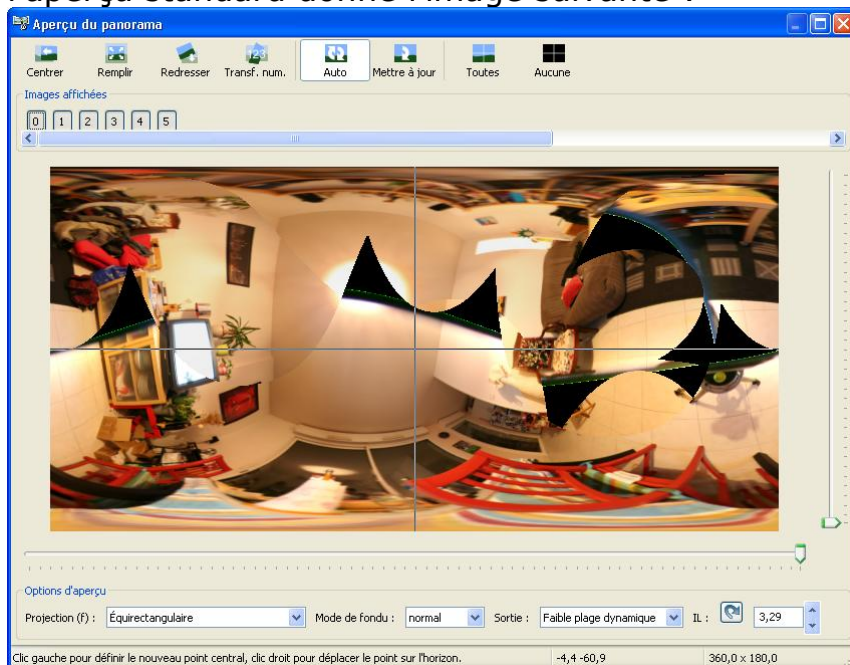 l'aperçu standard donne l'image suivante :
Aperçu du panorama
Centrer Remplir Redresser Transf. num. Auto Mettre à jour Toutes Aucune
Images affichées
0 1 2 3 4 5
Options d'aperçu
Projection (f) : Équirectangulaire Mode de fondu : normal Sortie : Faible plage dynamique IL : 3,29
Clic gauche pour définir le nouveau point central, clic droit pour déplacer le point sur l'horizon. -4,4 -60,9 360,0 x 180,0